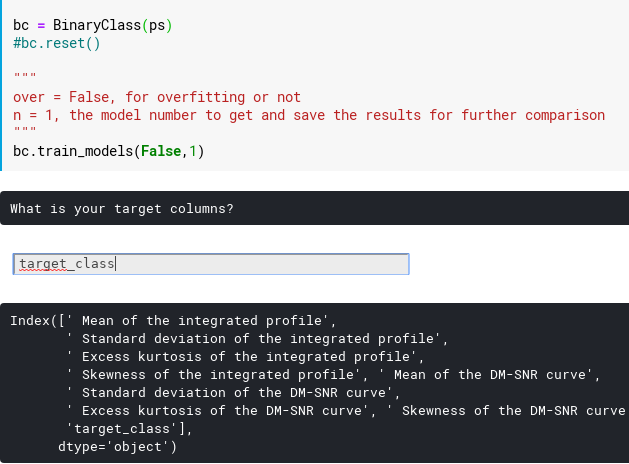 bc = BinaryClass(ps)
#bc.reset()
"""
over = False, for overfitting or not
n = 1, the model number to get and save the results for further comparison
"""
bc.train_models(False,1)
What is your target columns?
target_class
Index([' Mean of the integrated profile',
' Standard deviation of the integrated profile',
' Excess kurtosis of the integrated profile',
' Skewness of the integrated profile', ' Mean of the DM-SNR curve',
' Standard deviation of the DM-SNR curve',
' Excess kurtosis of the DM-SNR curve', ' Skewness of the DM-SNR curve
'target_class'],
dtype='object')